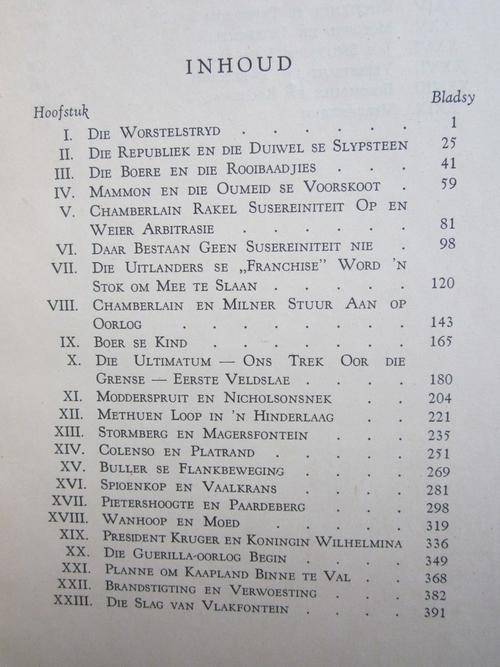 INHOUD
Hoofstuk Bladsy
I. DIE WORSTELSTRYD . . . . . . 1
II. DIE REPUBLIEK EN DIE DUIWEL SE SLYPSTEEN 25
III. DIE BOERE EN DIE ROOIBAADJIES . . . 41
IV. MAMMON EN DIE OUMEID SE VOORSKOOT . 59
V. CHAMBERLAIN RAKEL SUSEREINITEIT OP EN
WEIER ARBITRASIE . . . . . . 81
VI. DAAR BESTAAN GEEN SUSEREINITEIT NIE . 98
VII. DIE UITLANDERS SE „FRANCHISE” WORD 'N
STOK OM MEE TE SLAAN . . . . . 120
VIII. CHAMBERLAIN EN MILNER STUUR AAN OP
OORLOG . . . . . . . . 143
IX. BOER SE KIND . . . . . . . 165
X. DIE ULTIMATUM — ONS TREK OOR DIE
GRENSE — EERSTE VELDSLAE . . . . 180
XI. MODDERSPRUIT EN NICHOLSONSNEK . . . 204
XII. METHUEN LOOP IN 'N HINDERLAAG . . . 221
XIII. STORMBERG EN MAGERSFONTEIN . . . 235
XIV. COLENSO EN PLATRAND . . . . . 251
XV. BULLER SE FLANKBEWEGING . . . . 269
XVI. SPIOENKOP EN VAALKRANS . . . . 281
XVII. PIETERSHOOGTE EN PAARDEBERG . . . 298
XVIII. WANHOOP EN MOED . . . . . 319
XIX. PRESIDENT KRUGER EN KONINGIN WILHELMINA 336
XX. DIE GUERILLA-OORLOG BEGIN . . . . 349
XXI. PLANNE OM KAAPLAND BINNE TE VAL . . 368
XXII. BRANDSTIGTING EN VERWOESTING . . . 382
XXIII. DIE SLAG VAN VLAKFONTEIN . . . . 391